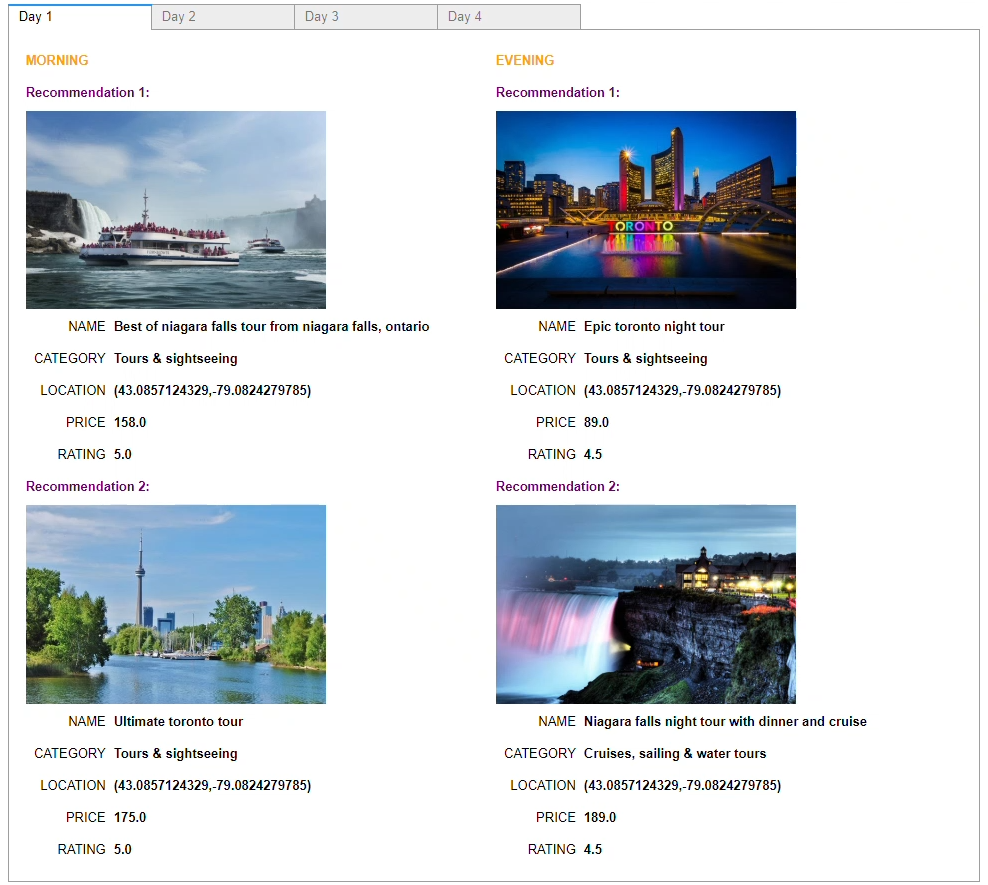 Day 1
Day 2
Day 3
Day 4
MORNING
Recommendation 1:
NAME Best of niagara falls tour from niagara falls, ontario
CATEGORY Tours & sightseeing
LOCATION (43.0857124329,-79.0824279785)
PRICE 158.0
RATING 5.0
Recommendation 2:
NAME Ultimate toronto tour
CATEGORY Tours & sightseeing
LOCATION (43.0857124329,-79.0824279785)
PRICE 175.0
RATING 5.0
EVENING
Recommendation 1:
TORONTO
NAME Epic toronto night tour
CATEGORY Tours & sightseeing
LOCATION (43.0857124329,-79.0824279785)
PRICE 89.0
RATING 4.5
Recommendation 2:
NAME Niagara falls night tour with dinner and cruise
CATEGORY Cruises, sailing & water tours
LOCATION (43.0857124329,-79.0824279785)
PRICE 189.0
RATING 4.5